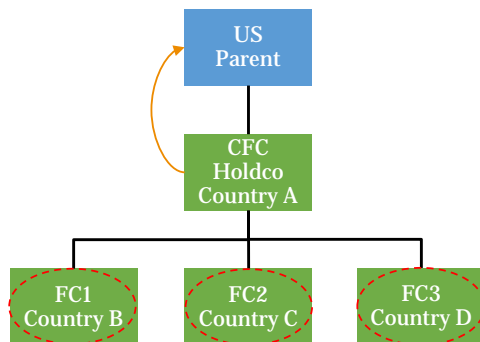 US
Parent
CFC
Holdco
Country A
FC1
Country B
FC2
Country C
FC3
Country D